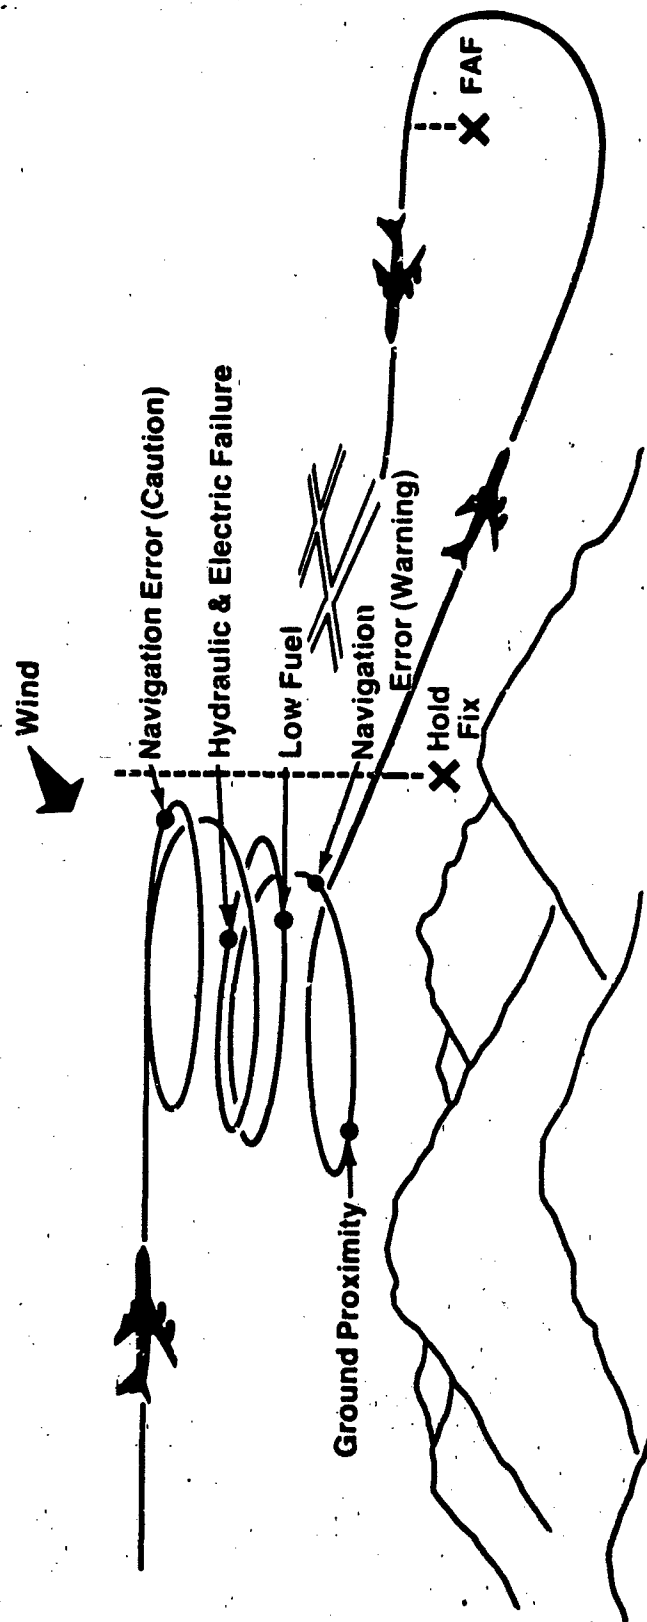 Wind
Navigation Error (Caution)
Hydraulic & Electric Failure
Low Fuel
Navigation
Error (Warning)
Hold
Fix
Ground Proximity
FAF